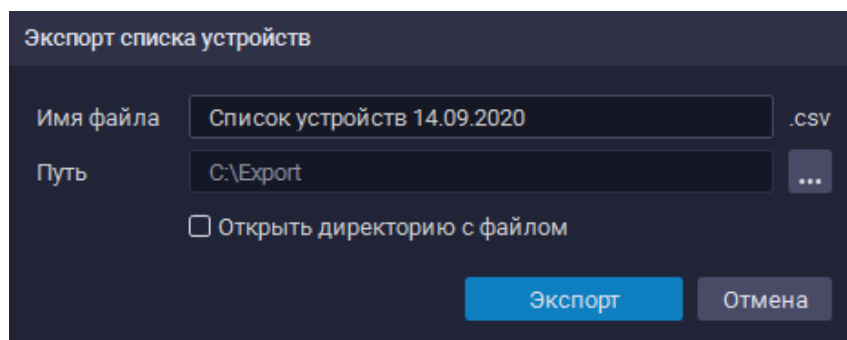 Экспорт списка устройств
Имя файла Список устройств 14.09.2020 .csv
Путь C:\Export ...
Открыть директорию с файлом
Экспорт Отмена